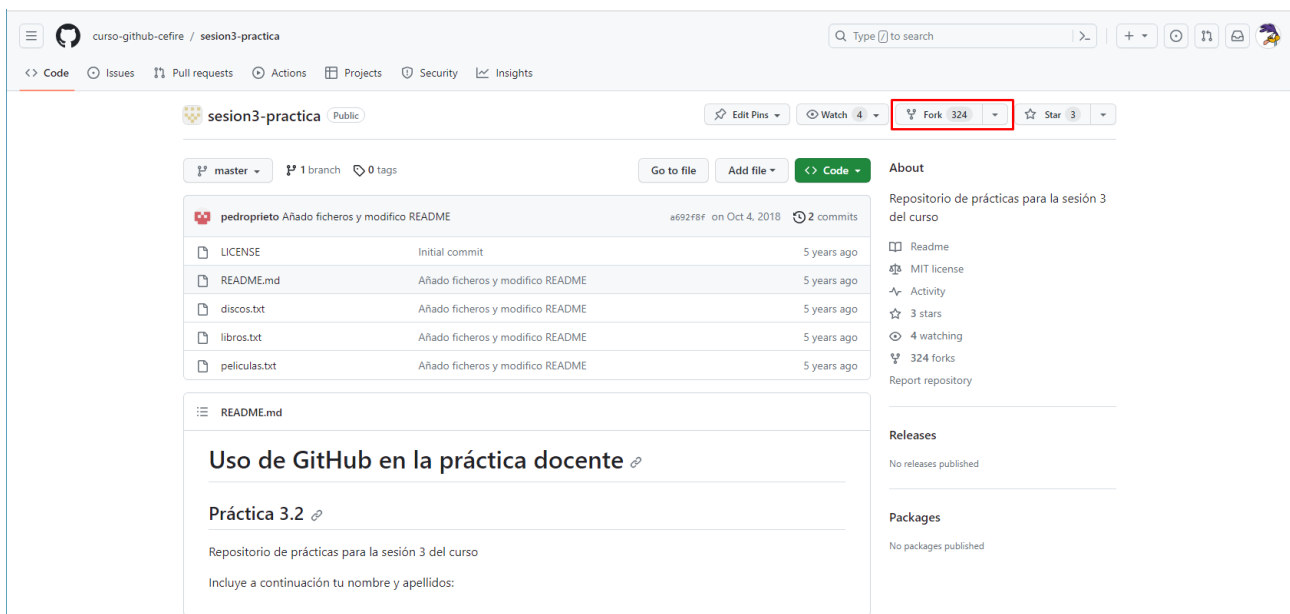 curso-github-cefire / sesion3-practica
Type / to search
Code Issues Pull requests Actions Projects Security Insights
sesion3-practica Public
Edit Pins Watch 4 Fork 324 Star 3
master 1 branch 0 tags
Go to file Add file Code
pedroprieto Añado ficheros y modifico README a692f8f on Oct 4, 2018 2 commits
LICENSE Initial commit 5 years ago
README.md Añado ficheros y modifico README 5 years ago
discos.txt Añado ficheros y modifico README 5 years ago
libros.txt Añado ficheros y modifico README 5 years ago
peliculas.txt Añado ficheros y modifico README 5 years ago
README.md
Uso de GitHub en la práctica docente
Práctica 3.2
Repositorio de prácticas para la sesión 3 del curso
Incluye a continuación tu nombre y apellidos:
About
Repositorio de prácticas para la sesión 3
del curso
Readme
MIT license
Activity
3 stars
4 watching
324 forks
Report repository
Releases
No releases published
Packages
No packages published